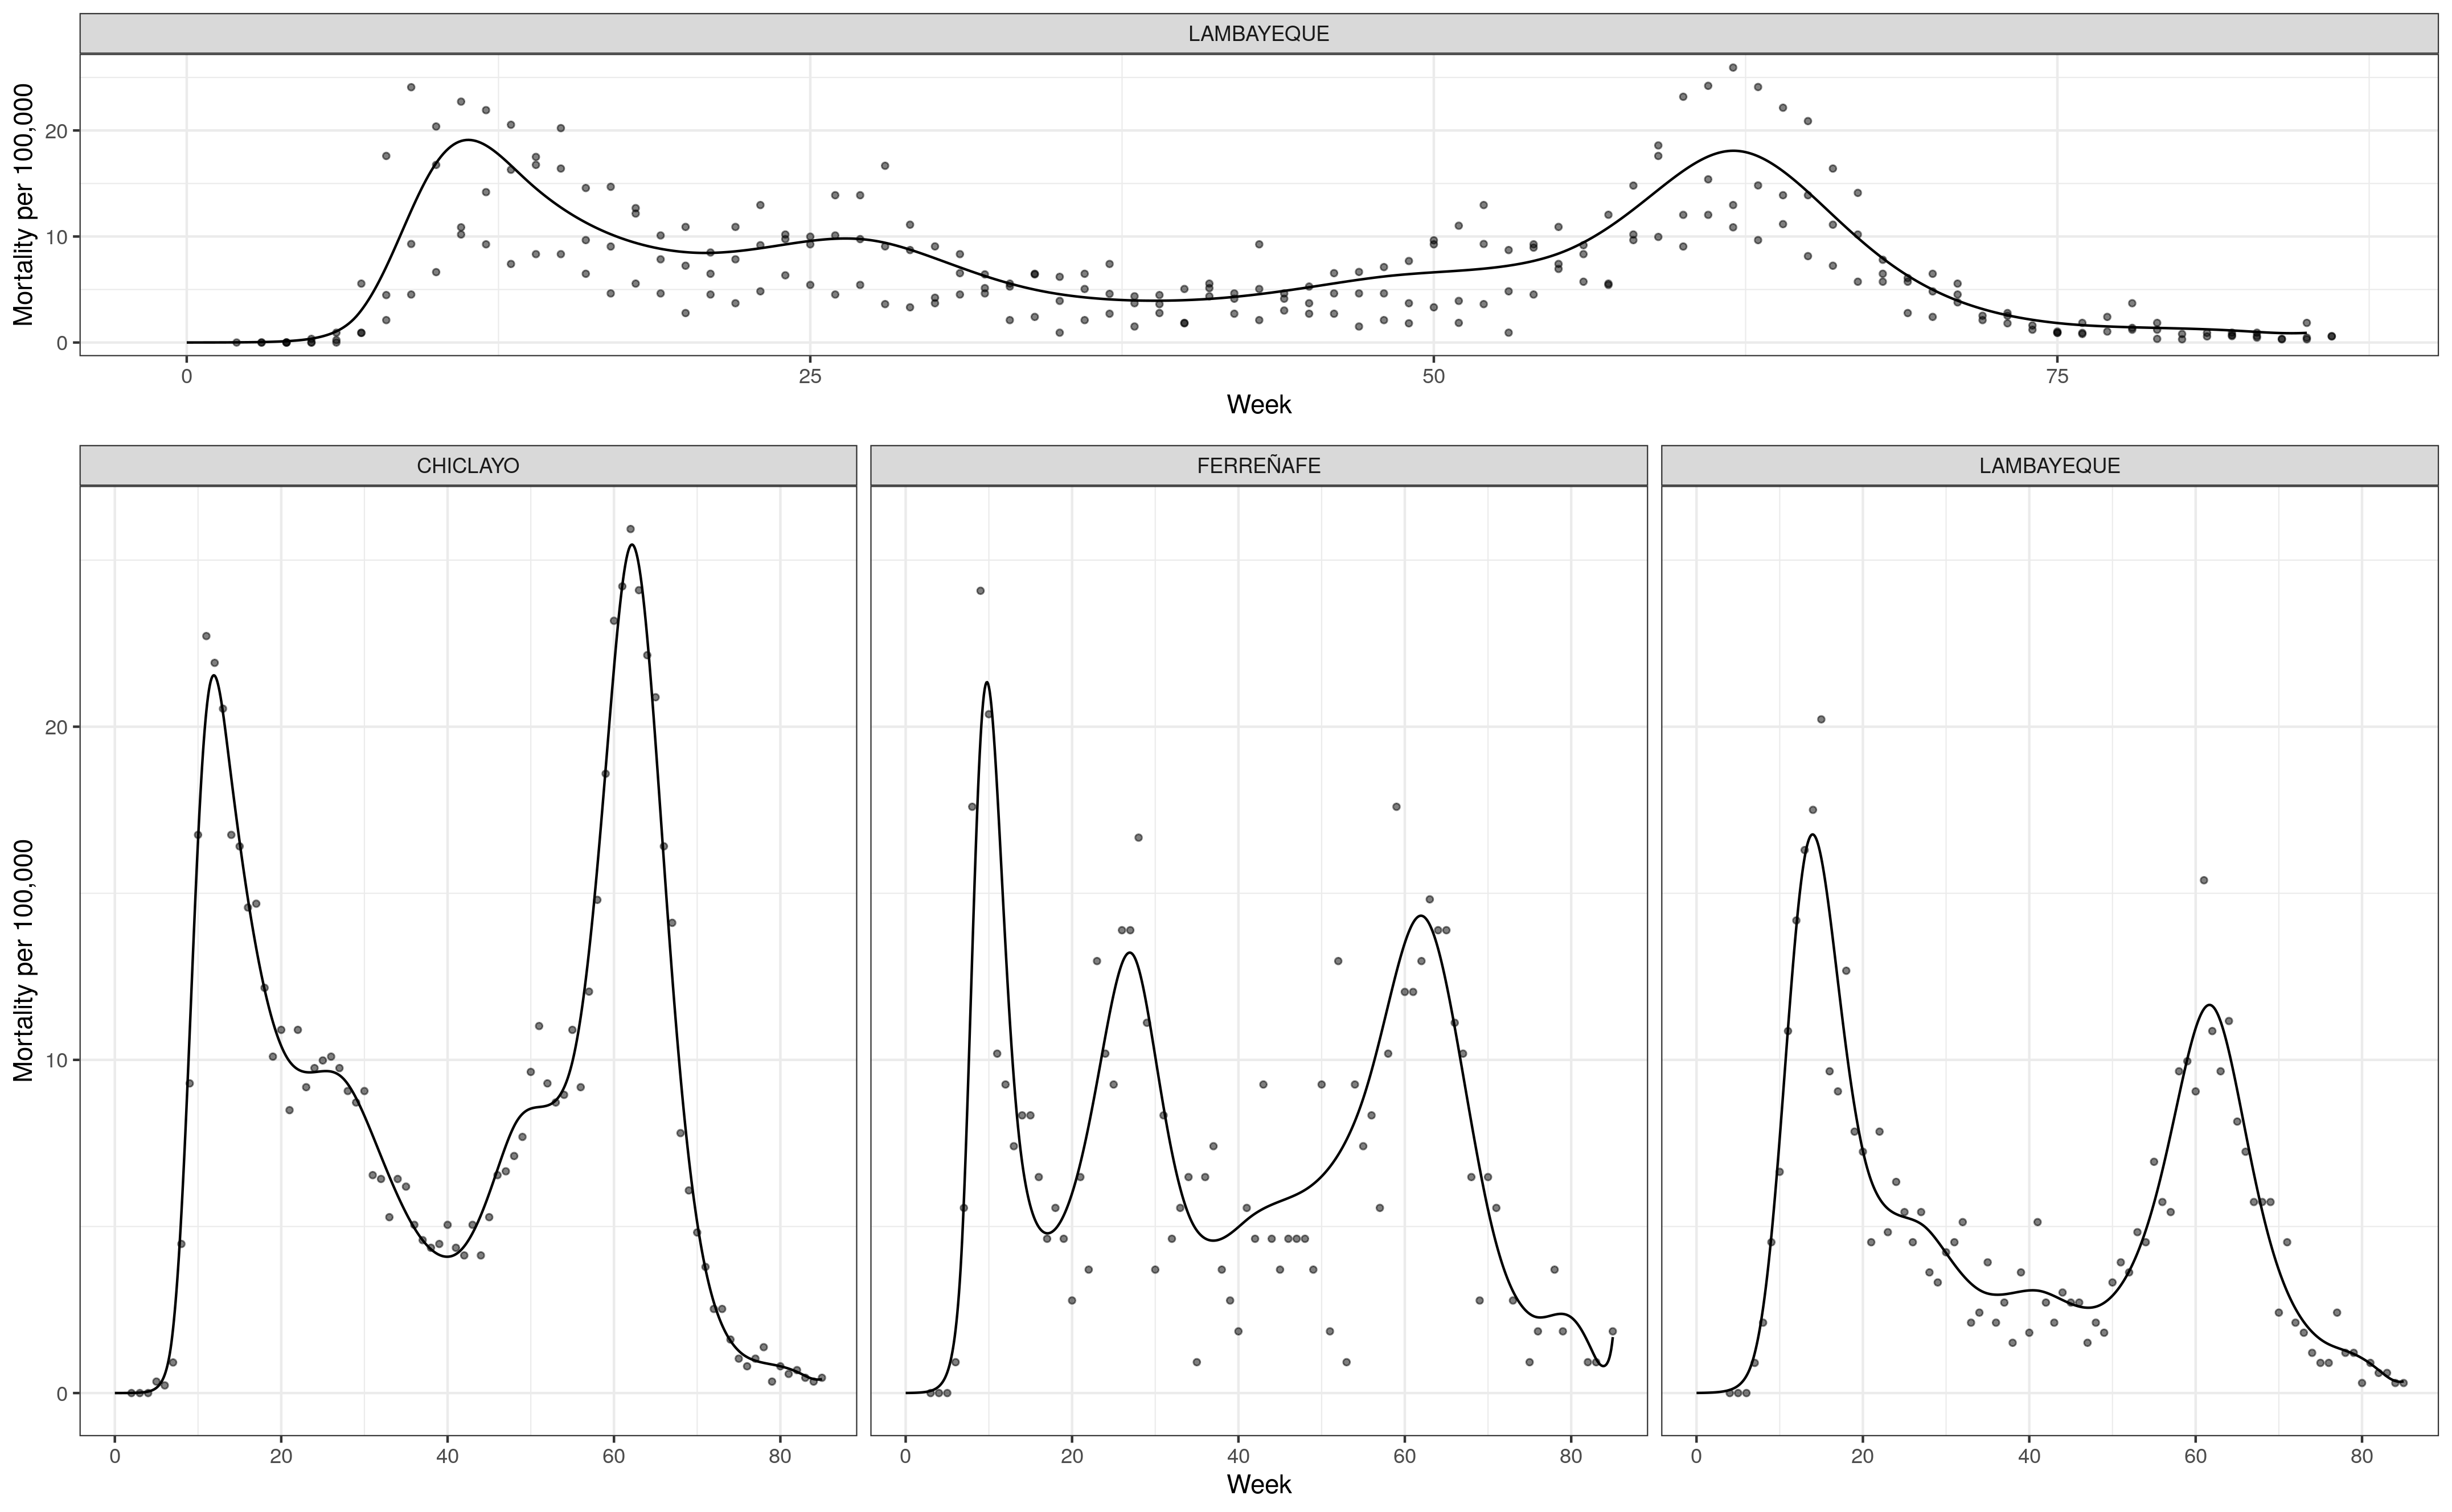 LAMBAYEQUE
Mortality per 100,000
20
10
0
0 25 50 75
Week
CHICLAYO FERREÑAFE LAMBAYEQUE
Mortality per 100,000
20
10
0
0 20 40 60 80 0 20 40 60 80 0 20 40 60 80
Week